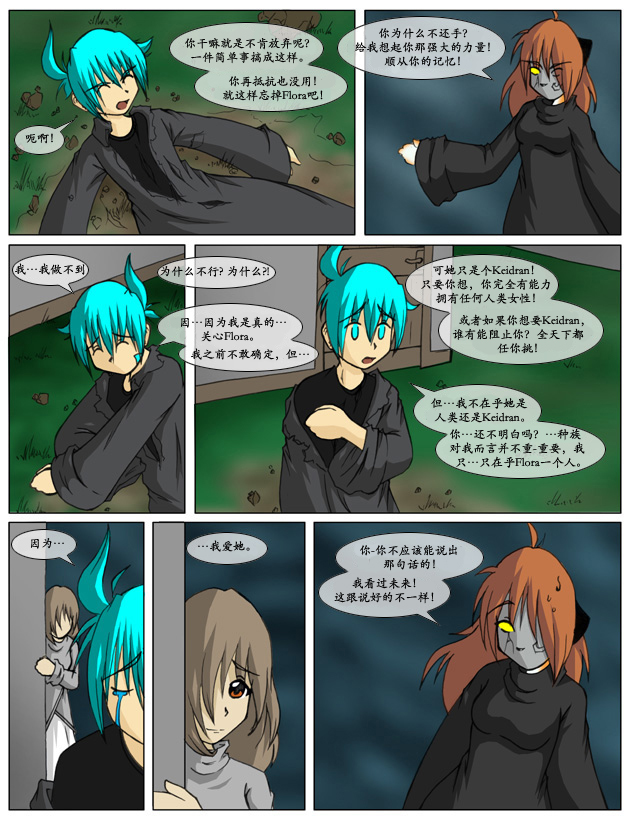 你干嘛就是不肯放弃呢？
一件简单事搞成这样。
你再抵抗也没用！
就这样忘掉Flora吧！
呃啊！
你为什么不还手？
给我想起你那强大的力量！
顺从你的记忆！
我…我做不到
为什么不行？为什么?!
因…因为我是真的…
关心Flora。
我之前不敢确定，但…
可她只是个Keidran！
只要你想，你完全有能力
拥有任何人类女性！
或者如果你想要Keidran，
谁有能阻止你？全天下都
任你挑！
但…我不在乎她是
人类还是Keidran。
你…还不明白吗？…种族
对我而言并不重-重要，我
只…只在乎Flora一个人。
因为…
…我爱她。
你-你不应该能说出
那句话的！
我看过未来！
这跟说好的不一样！